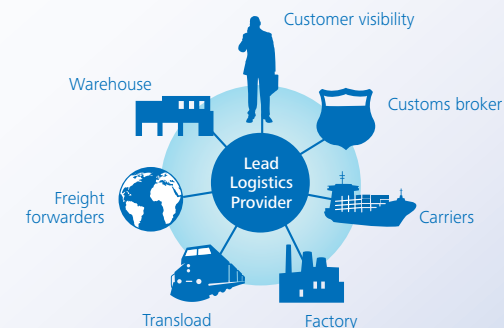 Customer visibility
Warehouse
Customs broker
Lead
Logistics
Provider
Freight
forwarders
Carriers
Transload
Factory